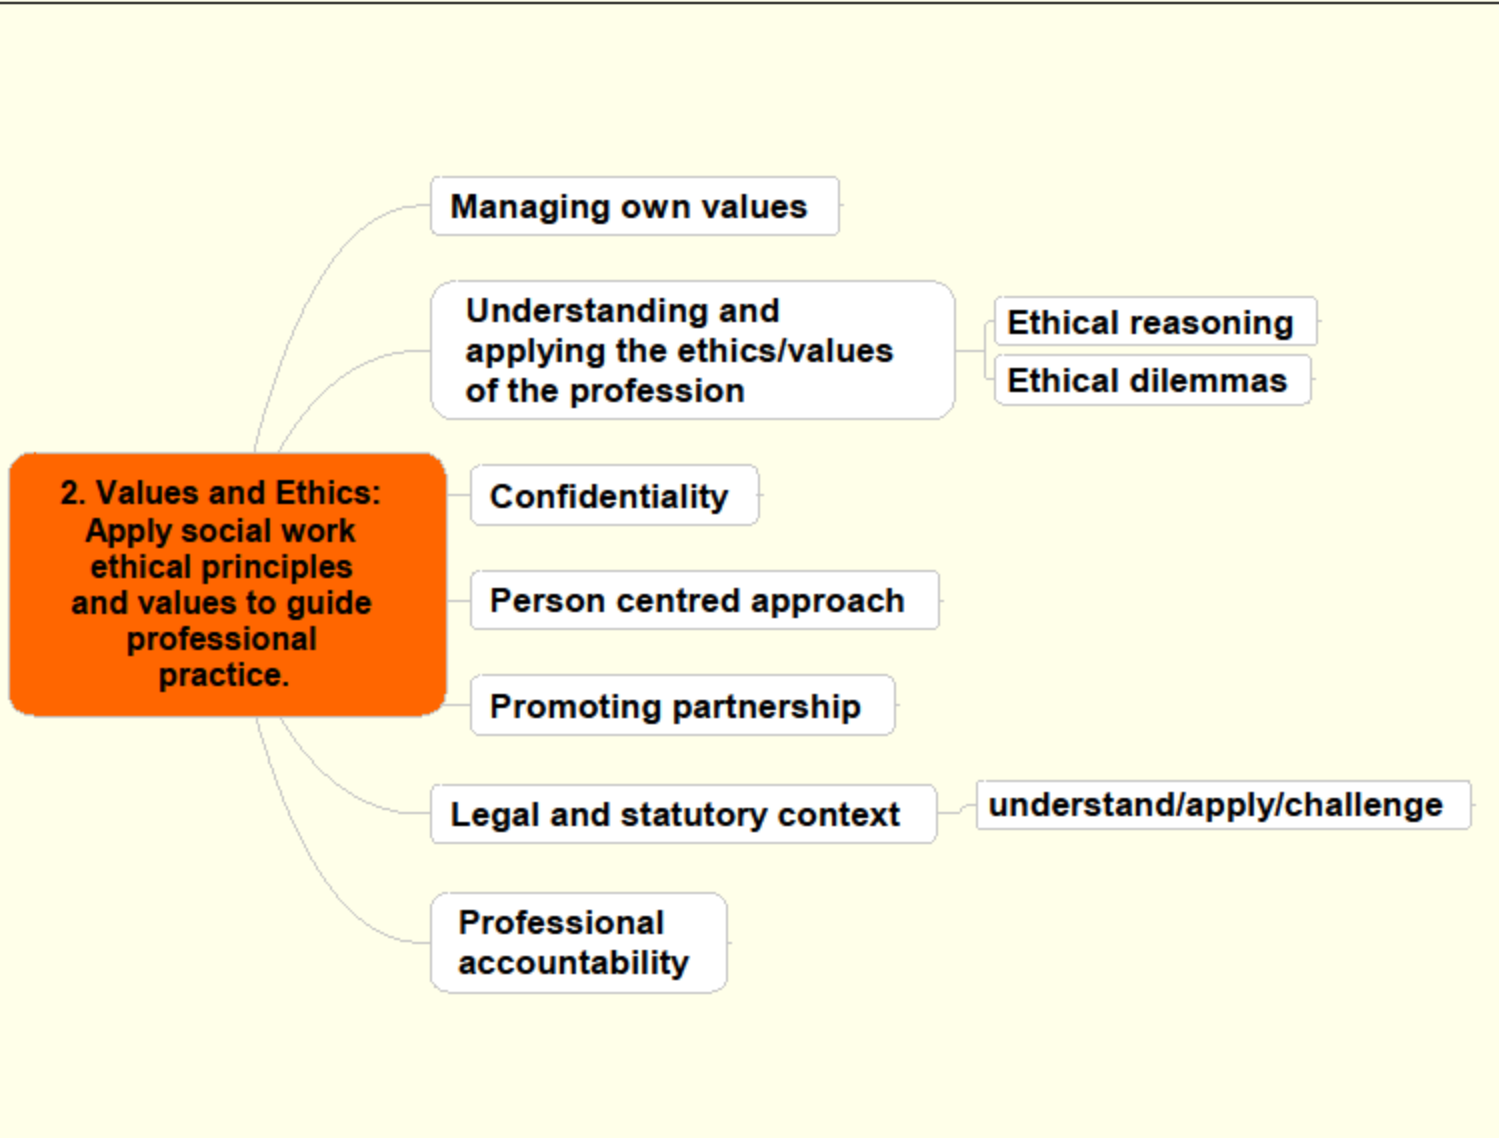 Managing own values
Understanding and
applying the ethics/values
of the profession
Ethical reasoning
Ethical dilemmas
2. Values and Ethics:
Apply social work
ethical principles
and values to guide
professional
practice.
Confidentiality
Person centred approach
Promoting partnership
Legal and statutory context
understand/apply/challenge
Professional
accountability